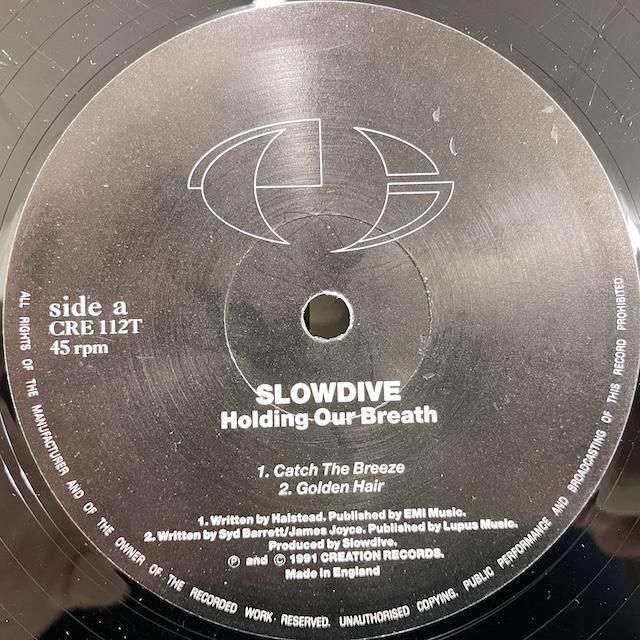 side a
CRE 112T
45 rpm
SLOWDIVE
Holding Our Breath
1. Catch The Breeze
2. Golden Hair
1. Written by Halstead. Published by EMI Music.
2. Written by Syd Barrett/James Joyce. Published by Lupus Music.
Produced by Slowdive.
℗ and © 1991 CREATION RECORDS.
Made in England
ALL RIGHTS OF THE MANUFACTURER AND OF THE OWNER OF THE RECORDED WORK RESERVED. UNAUTHORISED COPYING, PUBLIC PERFORMANCE AND BROADCASTING OF THIS RECORD PROHIBITED.